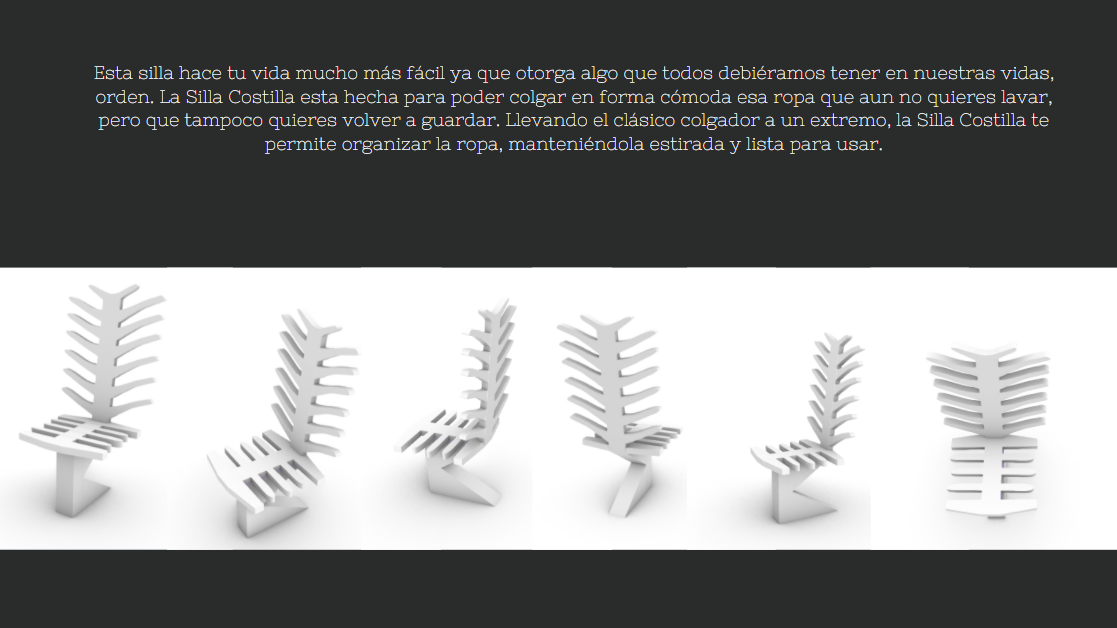 Esta silla hace tu vida mucho más fácil ya que otorga algo que todos debiéramos tener en nuestras vidas,
orden. La Silla Costilla esta hecha para poder colgar en forma cómoda esa ropa que aun no quieres lavar,
pero que tampoco quieres volver a guardar. Llevando el clásico colgador a un extremo, la Silla Costilla te
permite organizar la ropa, manteniéndola estirada y lista para usar.